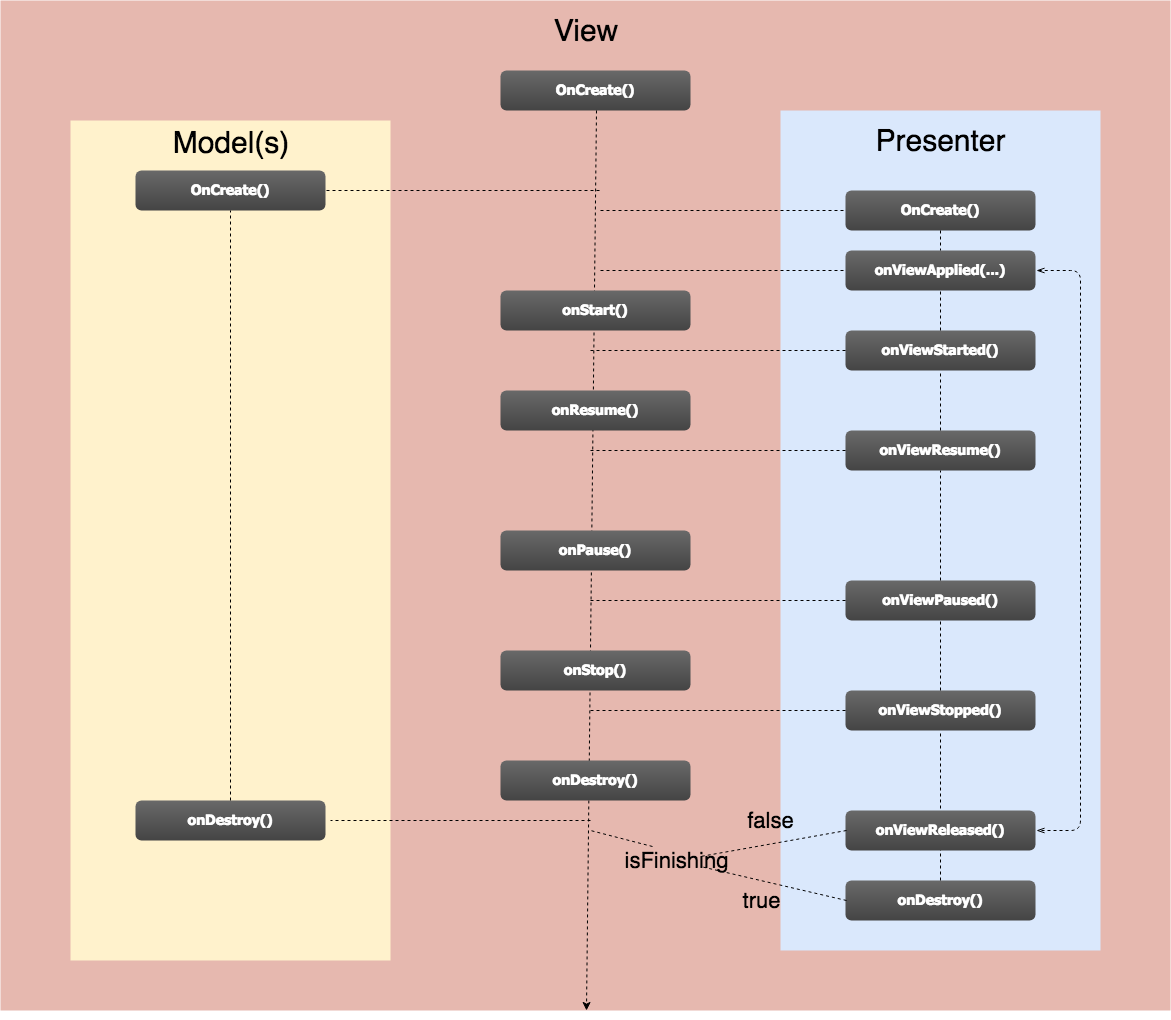 View
OnCreate()
Model(s)
Presenter
OnCreate()
OnCreate()
onViewApplied(...)
onStart()
onViewStarted()
onResume()
onViewResume()
onPause()
onViewPaused()
onStop()
onViewStopped()
onDestroy()
onDestroy()
false
onViewReleased()
isFinishing
true
onDestroy()